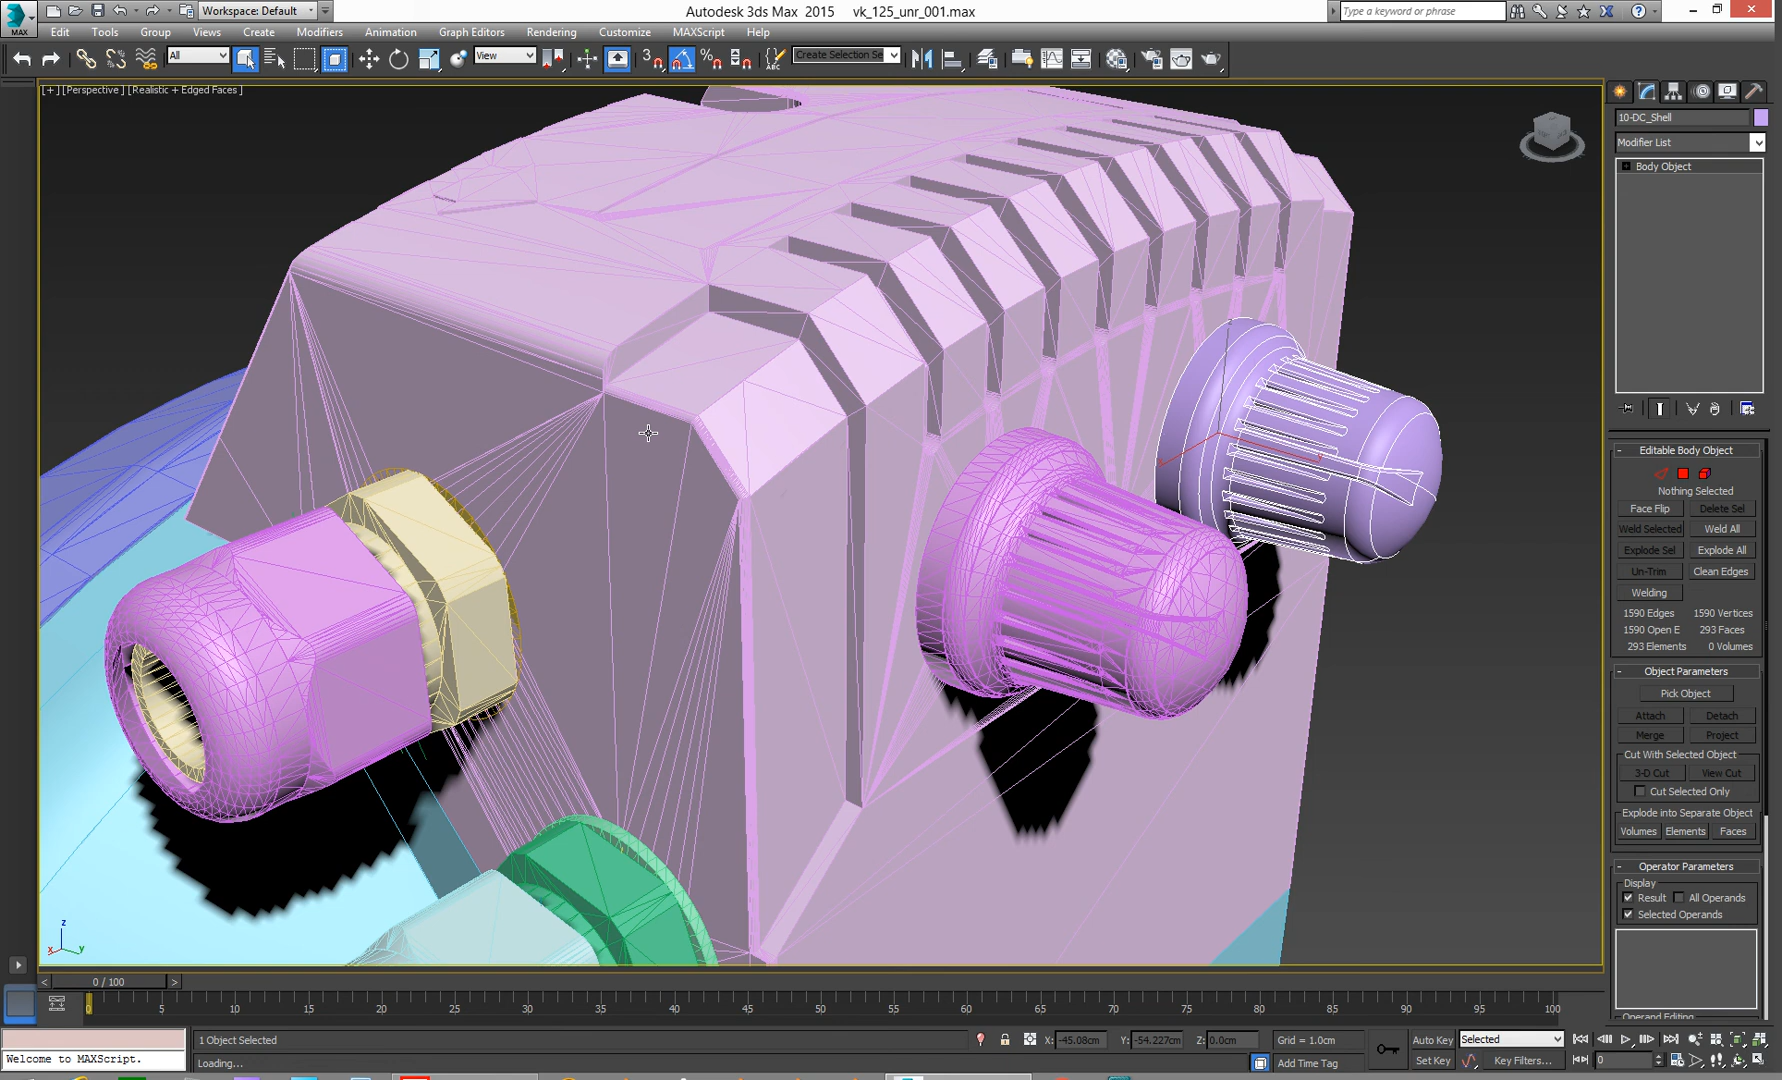 Workspace: Default
Autodesk 3ds Max 2015 vk_125_unr_001.max
Type a keyword or phrase
MAX
Edit Tools Group Views Create Modifiers Animation Graph Editors Rendering Customize MAXScript Help
All
View
3
Create Selection Se
[+] [Perspective] [Realistic + Edged Faces]
10-DC_Shell
Modifier List
Body Object
Editable Body Object
Nothing Selected
Face Flip Delete Sel
Weld Selected Weld All
Explode Sel Explode All
Un-Trim Clean Edges
Welding
1590 Edges 1590 Vertices
1590 Open E 293 Faces
293 Elements 0 Volumes
Object Parameters
Pick Object
Attach Detach
Merge Project
Cut With Selected Object
3-D Cut View Cut
Cut Selected Only
Explode into Separate Object
Volumes Elements Faces
Operator Parameters
Display
Result All Operands
Selected Operands
Operand Editing
z
x y
0 / 100
0 5 10 15 20 25 30 35 40 45 50 55 60 65 70 75 80 85 90 95 100
1 Object Selected
X: -45.08cm Y: -54.227cm Z: 0.0cm
Grid = 1.0cm
Auto Key Selected
Welcome to MAXScript.
Loading...
Add Time Tag
Set Key Key Filters...
0